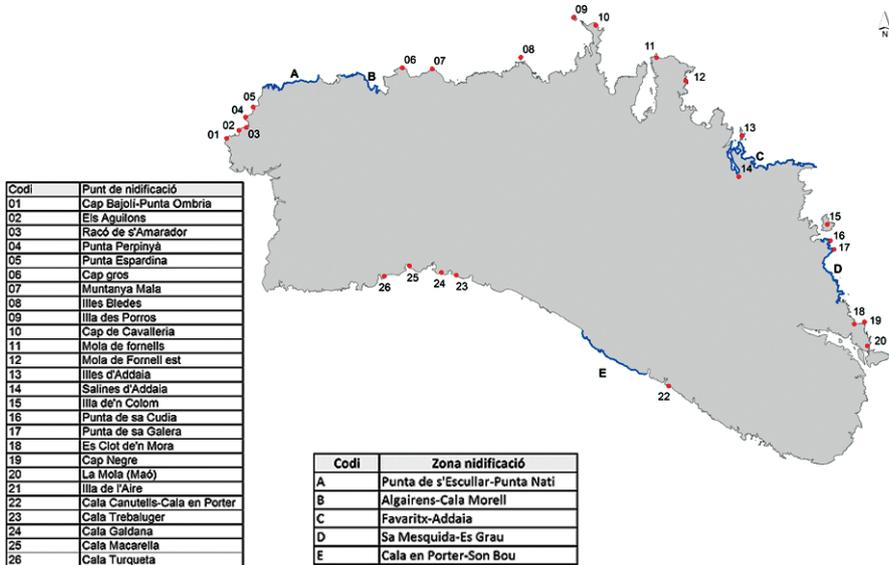 09
10
N
08
11
06
07
A
B
12
05
04
02
03
01
13
C
14
Codi Punt de nidificació
01 Cap Bajolí-Punta Ombria
02 Els Aguilons
03 Racó de s'Amarador
04 Punta Perpinyà
05 Punta Espardina
06 Cap gros
07 Muntanya Mala
08 Illes Bledes
09 Illa des Porros
10 Cap de Cavalleria
11 Mola de fornells
12 Mola de Fornell est
13 Illes d'Addaia
14 Salines d'Addaia
15 Illa de'n Colom
16 Punta de sa Cudia
17 Punta de sa Galera
18 Es Clot de'n Mora
19 Cap Negre
20 La Mola (Maó)
21 Illa de l'Aire
22 Cala Canutells-Cala en Porter
23 Cala Trebaluger
24 Cala Galdana
25 Cala Macarella
26 Cala Turqueta
15
16
17
D
26
25
24
23
18
19
20
E
22
Codi Zona nidificació
A Punta de s'Escullar-Punta Nati
B Algairens-Cala Morell
C Favaritx-Addaia
D Sa Mesquida-Es Grau
E Cala en Porter-Son Bou